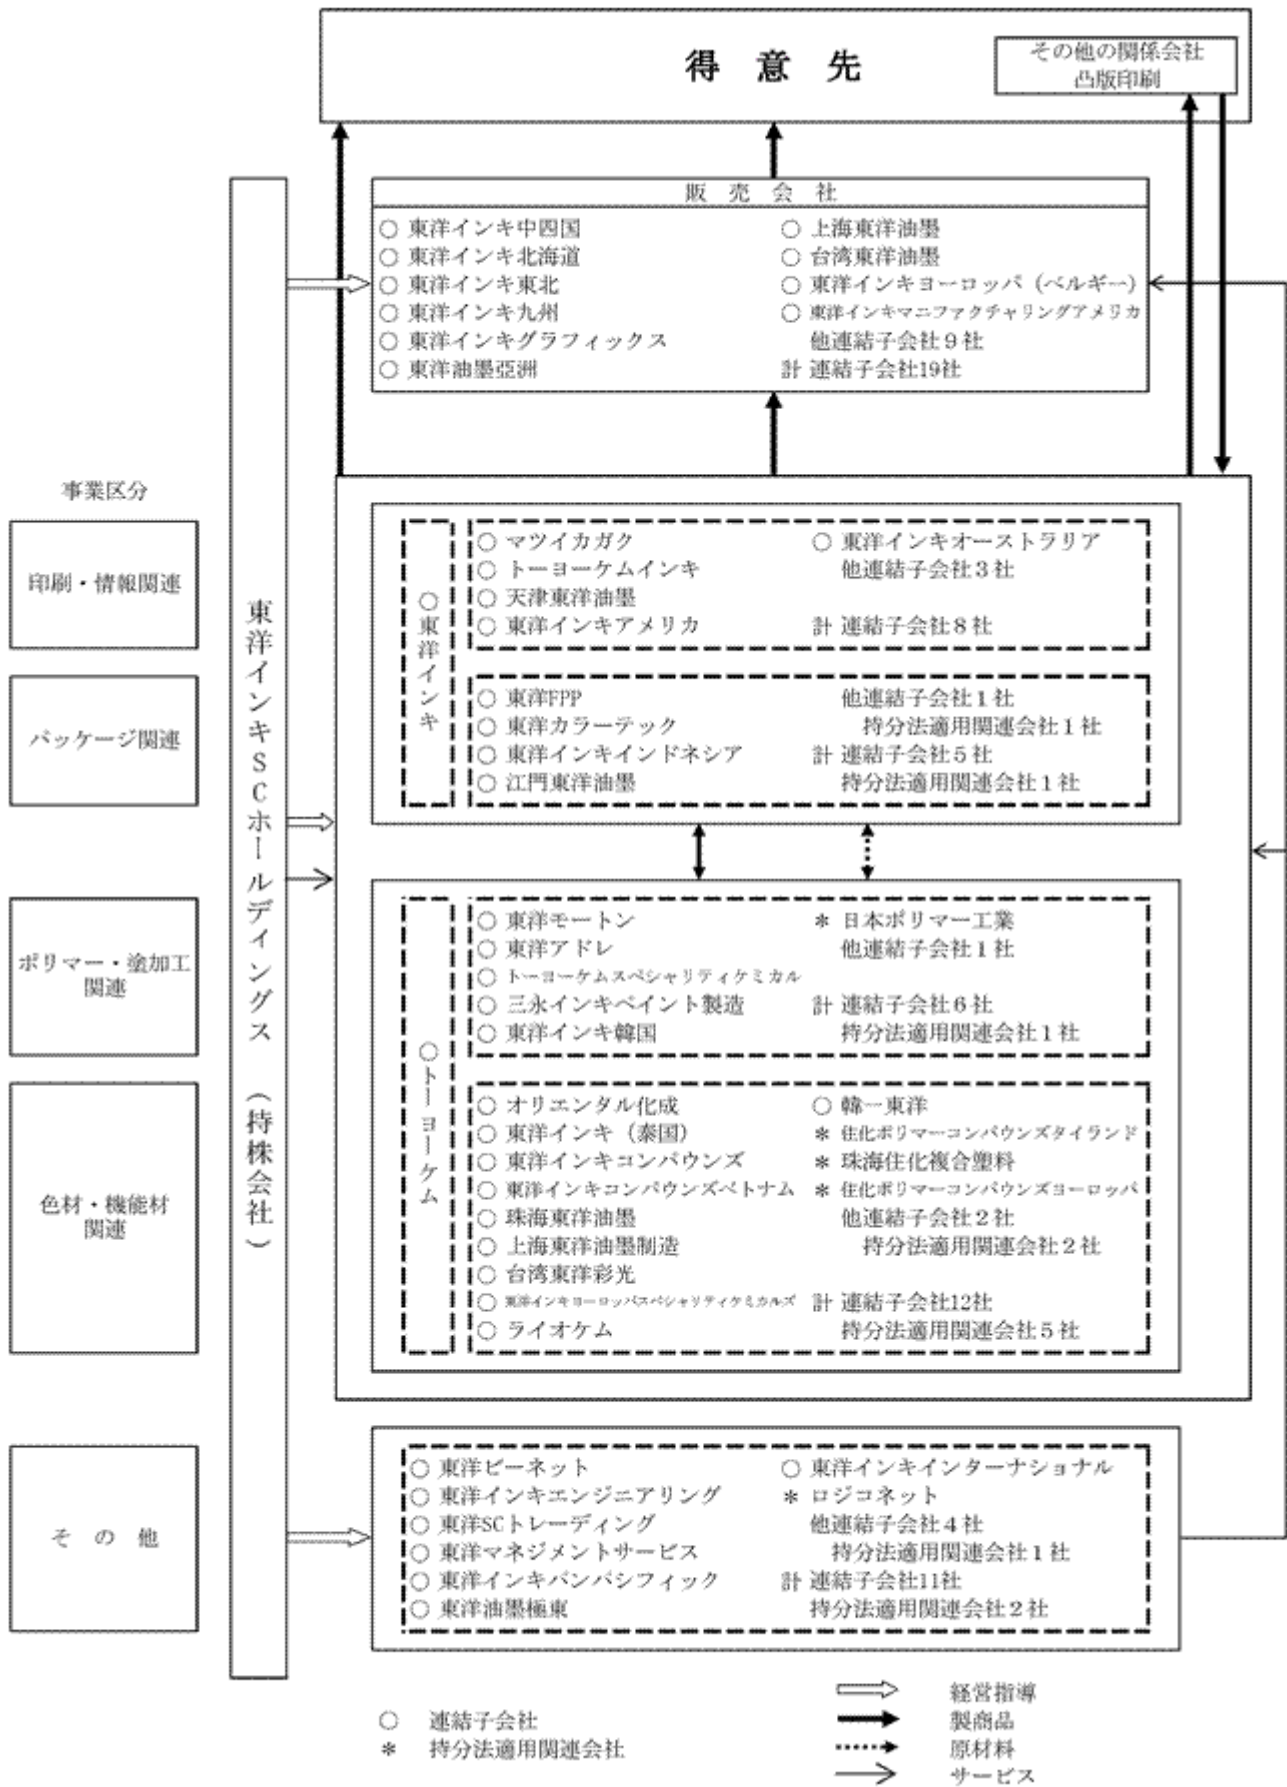 得意先
その他の関係会社
凸版印刷
販売会社
○ 東洋インキ中四国
○ 東洋インキ北海道
○ 東洋インキ東北
○ 東洋インキ九州
○ 東洋インキグラフィックス
○ 東洋油墨亞洲
○ 上海東洋油墨
○ 台湾東洋油墨
○ 東洋インキヨーロッパ (ベルギー)
○ 東洋インキマニファクチャリングアメリカ
他連結子会社9社
計 連結子会社19社
事業区分
印刷・情報関連
パッケージ関連
ポリマー・塗加工
関連
色材・機能材
関連
その他
東洋インキSCホールディングス (持株会社)
○東洋インキ
○ マツイカガク
○ トーヨーケムインキ
○ 天津東洋油墨
○ 東洋インキアメリカ
○ 東洋インキオーストラリア
他連結子会社3社
計 連結子会社8社
○ 東洋FPP
○ 東洋カラーテック
○ 東洋インキインドネシア
○ 江門東洋油墨
他連結子会社1社
持分法適用関連会社1社
計 連結子会社5社
持分法適用関連会社1社
○トーヨーケム
○ 東洋モートン
○ 東洋アドレ
○ トーヨーケムスペシャリティケミカル
○ 三永インキペイント製造
○ 東洋インキ韓国
* 日本ポリマー工業
他連結子会社1社
計 連結子会社6社
持分法適用関連会社1社
○ オリエンタル化成
○ 東洋インキ (泰国)
○ 東洋インキコンパウンズ
○ 東洋インキコンパウンズベトナム
○ 珠海東洋油墨
○ 上海東洋油墨制造
○ 台湾東洋彩光
○ 東洋インキヨーロッパスペシャリティケミカルズ
○ ライオケム
○ 韓一東洋
* 住化ポリマーコンパウンズタイランド
* 珠海住化複合塑料
* 住化ポリマーコンパウンズヨーロッパ
他連結子会社2社
持分法適用関連会社2社
計 連結子会社12社
持分法適用関連会社5社
○ 東洋ビーネット
○ 東洋インキエンジニアリング
○ 東洋SCトレーディング
○ 東洋マネジメントサービス
○ 東洋インキパンパシフィック
○ 東洋油墨極東
○ 東洋インキインターナショナル
* ロジコネット
他連結子会社4社
持分法適用関連会社1社
計 連結子会社11社
持分法適用関連会社2社
○ 連結子会社
* 持分法適用関連会社
経営指導
製商品
原材料
サービス